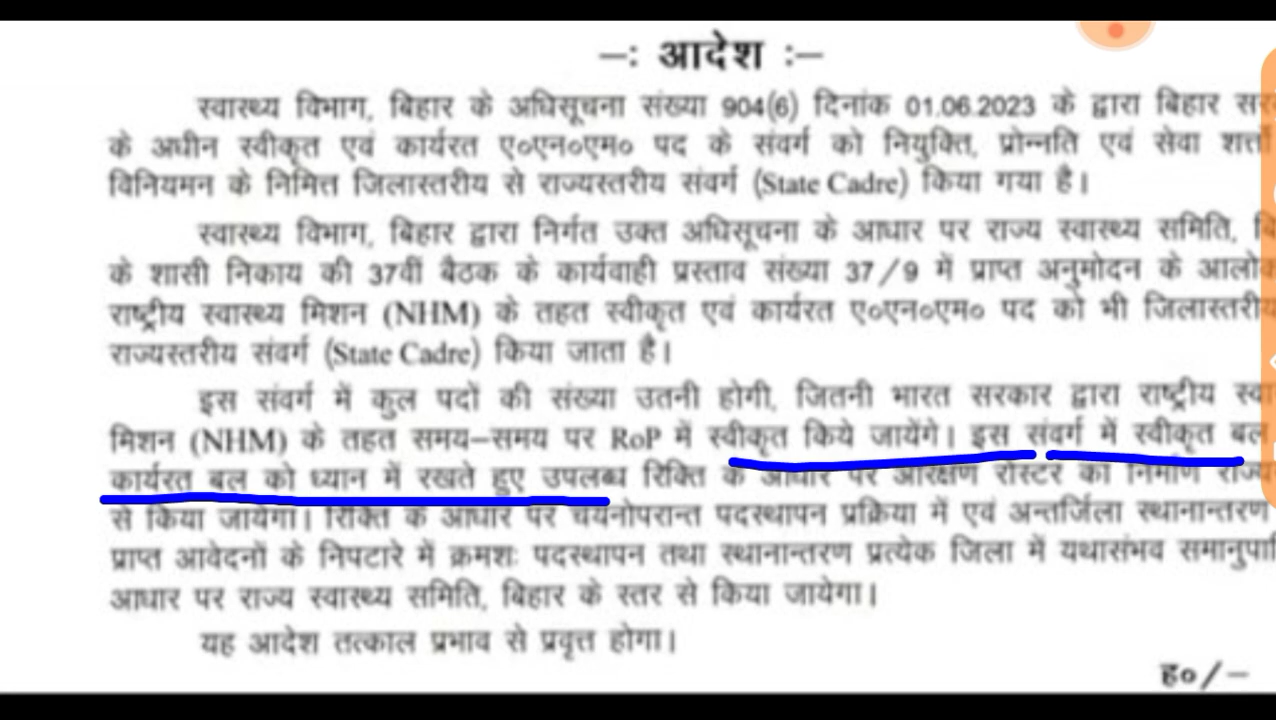 –: आदेश :–
स्वास्थ्य विभाग, बिहार के अधिसूचना संख्या 904(6) दिनांक 01.06.2023 के द्वारा बिहार
के अधीन स्वीकृत एवं कार्यरत ए०एन०एम० पद के संवर्ग को नियुक्ति, प्रोन्नति एवं सेवा शर्त्तो
विनियमन के निमित्त जिलास्तरीय से राज्यस्तरीय संवर्ग (State Cadre) किया गया है।
स्वास्थ्य विभाग, बिहार द्वारा निर्गत उक्त अधिसूचना के आधार पर राज्य स्वास्थ्य समिति,
के शासी निकाय की 37वीं बैठक के कार्यवाही प्रस्ताव संख्या 37/9 में प्राप्त अनुमोदन के
राष्ट्रीय स्वास्थ्य मिशन (NHM) के तहत स्वीकृत एवं कार्यरत ए०एन०एम० पद को भी जिलास्तरीय
राज्यस्तरीय संवर्ग (State Cadre) किया जाता है।
इस संवर्ग में कुल पदों की संख्या उतनी होगी, जितनी भारत सरकार द्वारा राष्ट्रीय
मिशन (NHM) के तहत समय–समय पर RoP में स्वीकृत किये जायेंगे। इस संवर्ग में स्वीकृत बल
कार्यरत बल को ध्यान में रखते हुए उपलब्ध रिक्ति के आधार पर आरक्षण रोस्टर का निर्माण
से किया जायेगा। रिक्ति के आधार पर चयनोपरान्त पदस्थापन प्रक्रिया में एवं अन्तर्जिला स्थानान्तरण
प्राप्त आवेदनों के निपटारे में क्रमशः पदस्थापन तथा स्थानान्तरण प्रत्येक जिला में यथासंभव
आधार पर राज्य स्वास्थ्य समिति, बिहार के स्तर से किया जायेगा।
यह आदेश तत्काल प्रभाव से प्रवृत्त होगा।
ह०/–